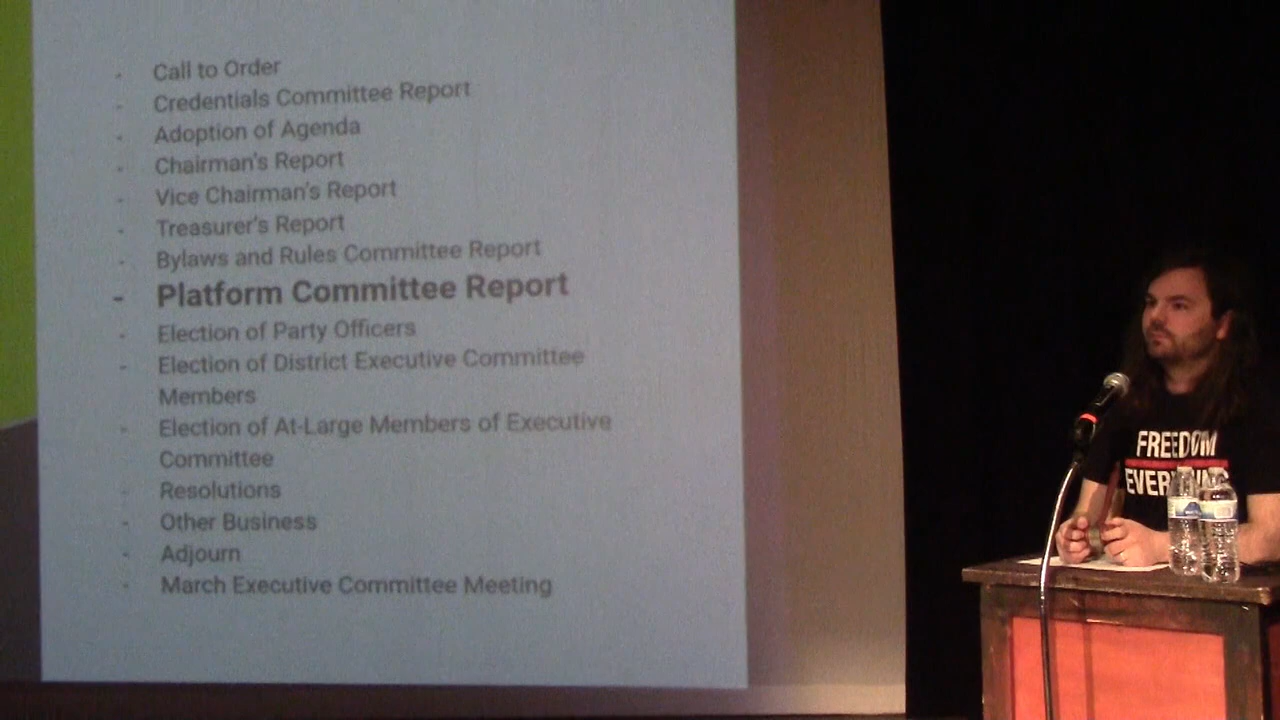 - Call to Order
- Credentials Committee Report
- Adoption of Agenda
- Chairman's Report
- Vice Chairman's Report
- Treasurer's Report
- Bylaws and Rules Committee Report
- Platform Committee Report
- Election of Party Officers
- Election of District Executive Committee
Members
- Election of At-Large Members of Executive
Committee
- Resolutions
- Other Business
- Adjourn
- March Executive Committee Meeting
FREEDOM